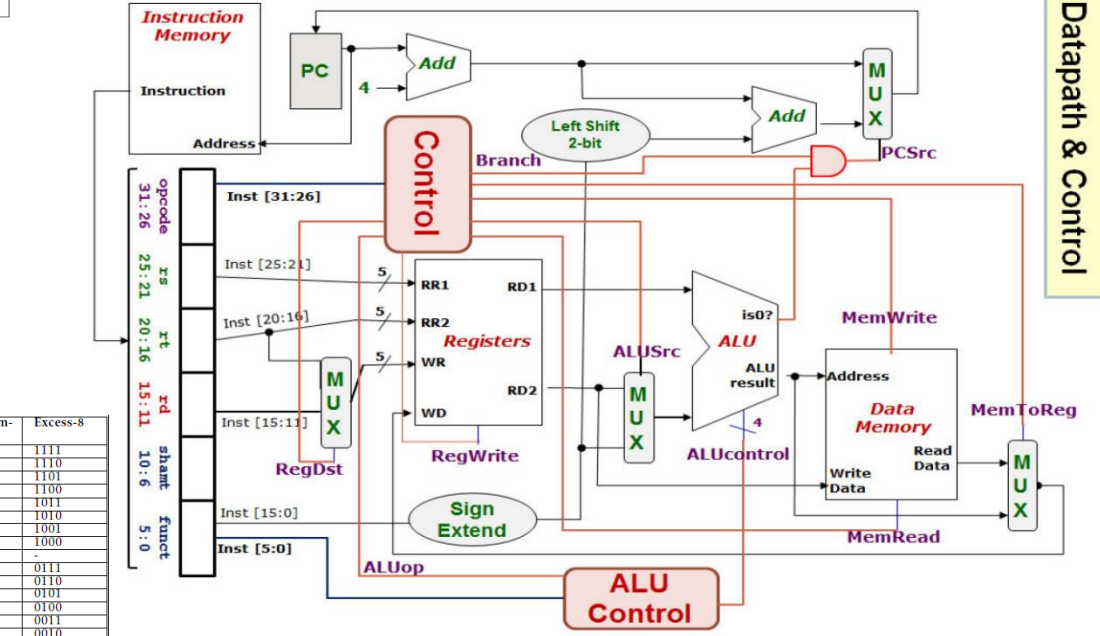 Instruction
Memory
Instruction
Address
PC
4
Add
Left Shift
2-bit
Add
M
U
X
PCSrc
Datapath & Control
Control
Branch
opcode
31:26
Inst [31:26]
rs
25:21
Inst [25:21]
5
rt
20:16
Inst [20:16]
5
5
rd
15:11
Inst [15:11]
M
U
X
RegDst
shamt
10:6
funct
5:0
Inst [15:0]
Inst [5:0]
RR1
RR2
WR
WD
Registers
RD1
RD2
RegWrite
Sign
Extend
ALUSrc
M
U
X
is0?
ALU
ALU
result
4
ALUcontrol
MemWrite
Address
Data
Memory
Read
Data
Write
Data
MemRead
MemToReg
M
U
X
ALUop
ALU
Control
m-
Excess-8
1111
1110
1101
1100
1011
1010
1001
1000
-
0111
0110
0101
0100
0011
0010